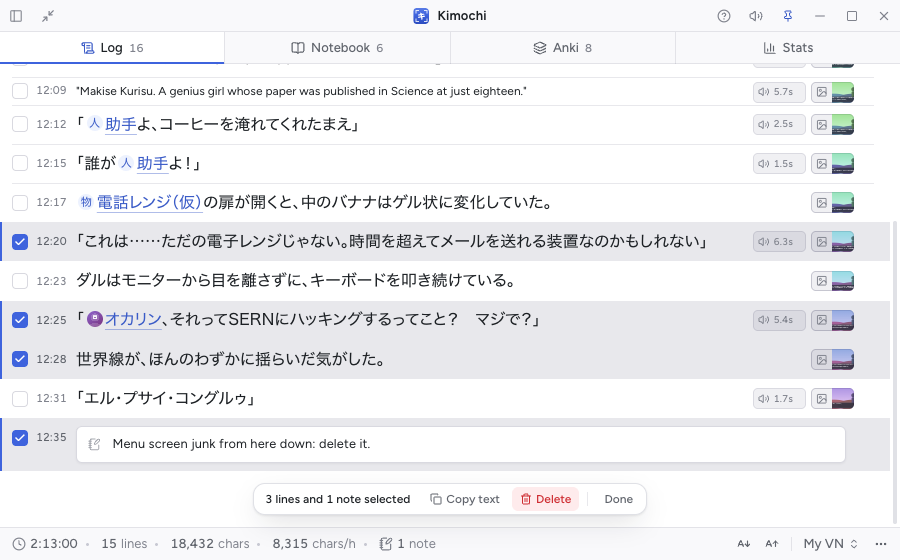 Kimochi
Log 16
Notebook 6
Anki 8
Stats
12:09 "Makise Kurisu. A genius girl whose paper was published in Science at just eighteen." 5.7s
12:12 「人助手よ、コーヒーを淹れてくれたまえ」 2.5s
12:15 「誰が人助手よ！」 1.5s
12:17 物電話レンジ（仮）の扉が開くと、中のバナナはゲル状に変化していた。
12:20 「これは……ただの電子レンジじゃない。時間を超えてメールを送れる装置なのかもしれない」 6.3s
12:23 ダルはモニターから目を離さずに、キーボードを叩き続けている。
12:25 「オカリン、それってSERNにハッキングするってこと？　マジで？」 5.4s
12:28 世界線が、ほんのわずかに揺らいだ気がした。
12:31 「エル・プサイ・コングルゥ」 1.7s
12:35 Menu screen junk from here down: delete it.
3 lines and 1 note selected Copy text Delete Done
2:13:00 • 15 lines • 18,432 chars • 8,315 chars/h • 1 note A↓ A↑ My VN